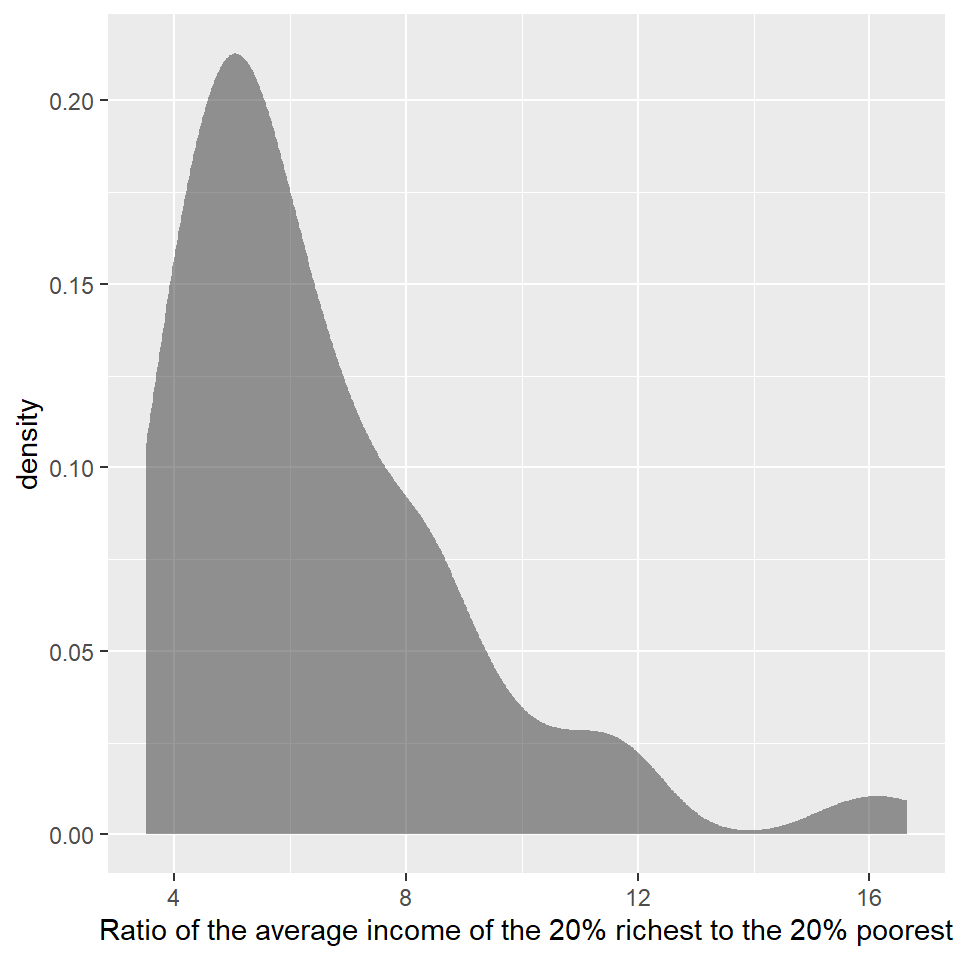 0.20
0.15
0.10
0.05
0.00
density
4 8 12 16
Ratio of the average income of the 20% richest to the 20% poorest